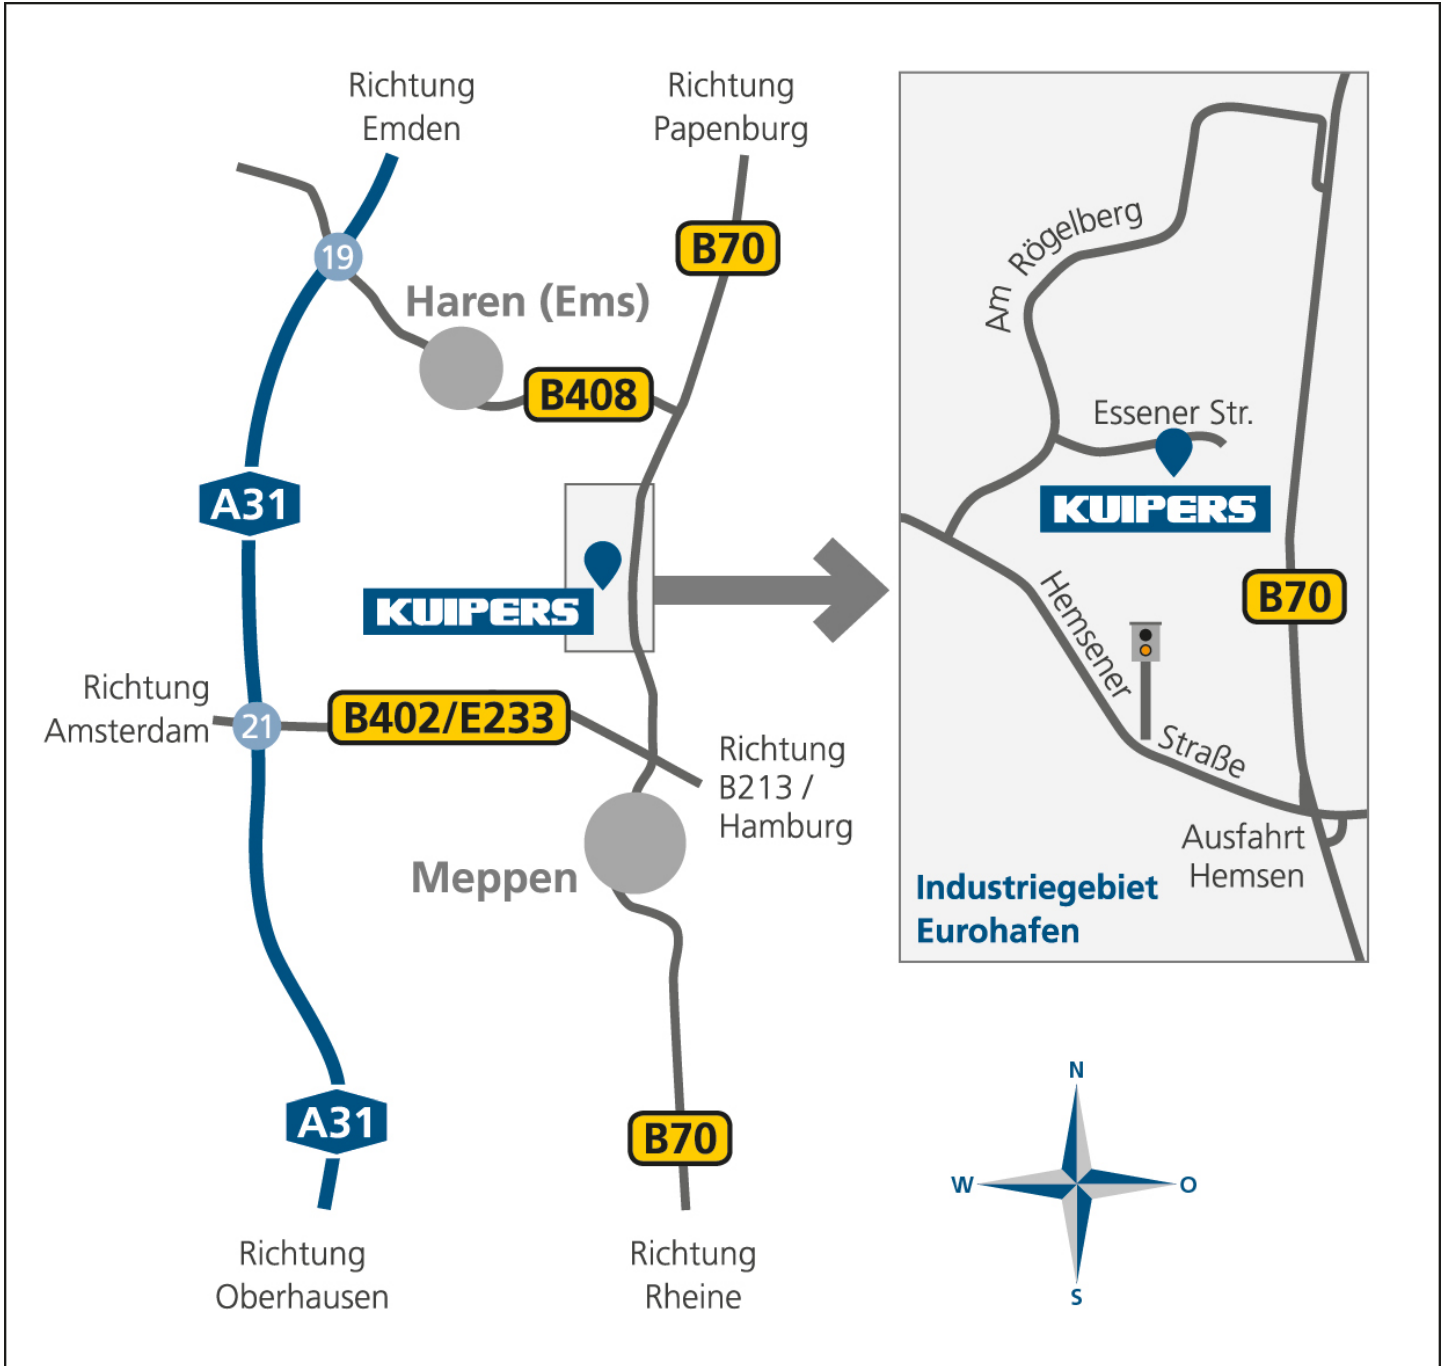 Richtung
Emden
Richtung
Papenburg
19
B70
Haren (Ems)
B408
A31
KUIPERS
Richtung
Amsterdam
21
B402/E233
Richtung
B213 /
Hamburg
Meppen
A31
B70
Richtung
Oberhausen
Richtung
Rheine
Am Rögelberg
Essener Str.
KUIPERS
B70
Hemsener Straße
Ausfahrt
Hemsen
Industriegebiet
Eurohafen
N
W
O
S